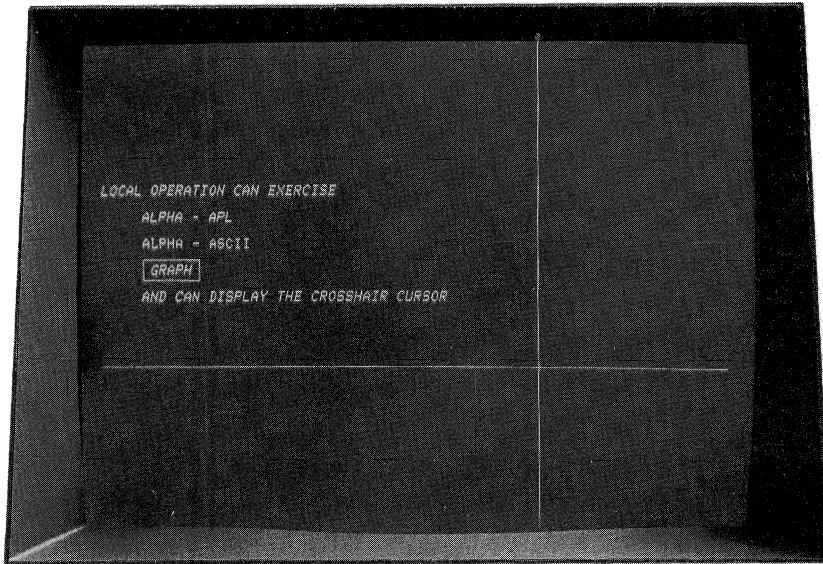 LOCAL OPERATION CAN EXERCISE
ALPHA - APL
ALPHA - ASCII
GRAPH
AND CAN DISPLAY THE CROSSHAIR CURSOR